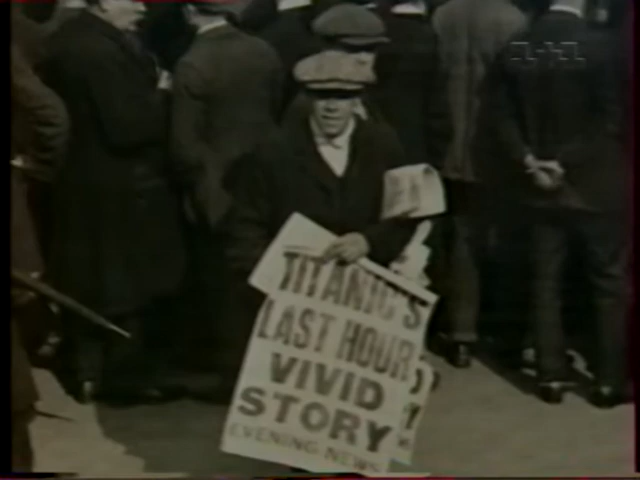 TITANIC'S
LAST HOUR
VIVID
STORY
EVENING NEWS